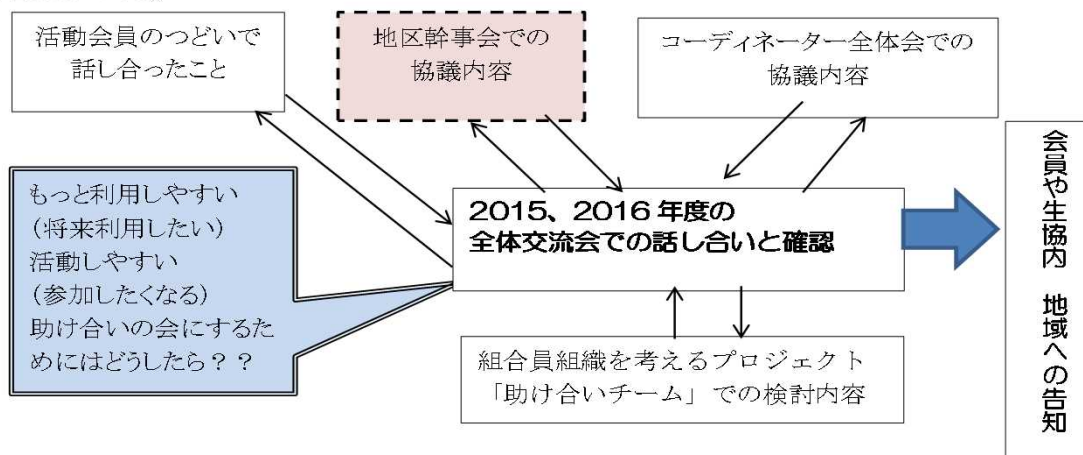 活動会員のつどいで
話し合ったこと
地区幹事会での
協議内容
コーディネーター全体会での
協議内容
もっと利用しやすい
(将来利用したい)
活動しやすい
(参加したくなる)
助け合いの会にするた
めにはどうしたら？？
2015、2016 年度の
全体交流会での話し合いと確認
組合員組織を考えるプロジェクト
「助け合いチーム」での検討内容
会員や生協内 地域への告知